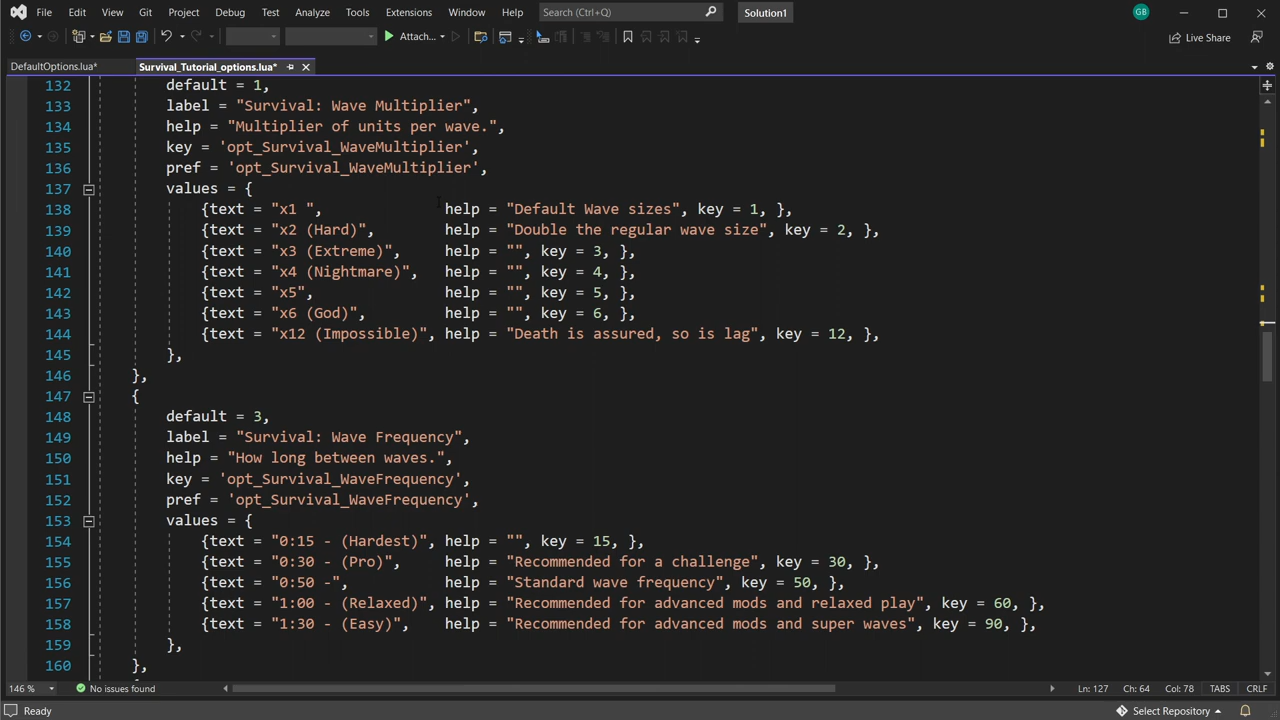 File Edit View Git Project Debug Test Analyze Tools Extensions Window Help Search (Ctrl+Q) Solution1 GB
Attach... Live Share
DefaultOptions.lua* Survival_Tutorial_options.lua*
132 default = 1,
133 label = "Survival: Wave Multiplier",
134 help = "Multiplier of units per wave.",
135 key = 'opt_Survival_WaveMultiplier',
136 pref = 'opt_Survival_WaveMultiplier',
137 values = {
138 {text = "x1 ", help = "Default Wave sizes", key = 1, },
139 {text = "x2 (Hard)", help = "Double the regular wave size", key = 2, },
140 {text = "x3 (Extreme)", help = "", key = 3, },
141 {text = "x4 (Nightmare)", help = "", key = 4, },
142 {text = "x5", help = "", key = 5, },
143 {text = "x6 (God)", help = "", key = 6, },
144 {text = "x12 (Impossible)", help = "Death is assured, so is lag", key = 12, },
145 },
146 },
147 {
148 default = 3,
149 label = "Survival: Wave Frequency",
150 help = "How long between waves.",
151 key = 'opt_Survival_WaveFrequency',
152 pref = 'opt_Survival_WaveFrequency',
153 values = {
154 {text = "0:15 - (Hardest)", help = "", key = 15, },
155 {text = "0:30 - (Pro)", help = "Recommended for a challenge", key = 30, },
156 {text = "0:50 -", help = "Standard wave frequency", key = 50, },
157 {text = "1:00 - (Relaxed)", help = "Recommended for advanced mods and relaxed play", key = 60, },
158 {text = "1:30 - (Easy)", help = "Recommended for advanced mods and super waves", key = 90, },
159 },
160 },
146 % No issues found Ln: 127 Ch: 64 Col: 78 TABS CRLF
Ready Select Repository